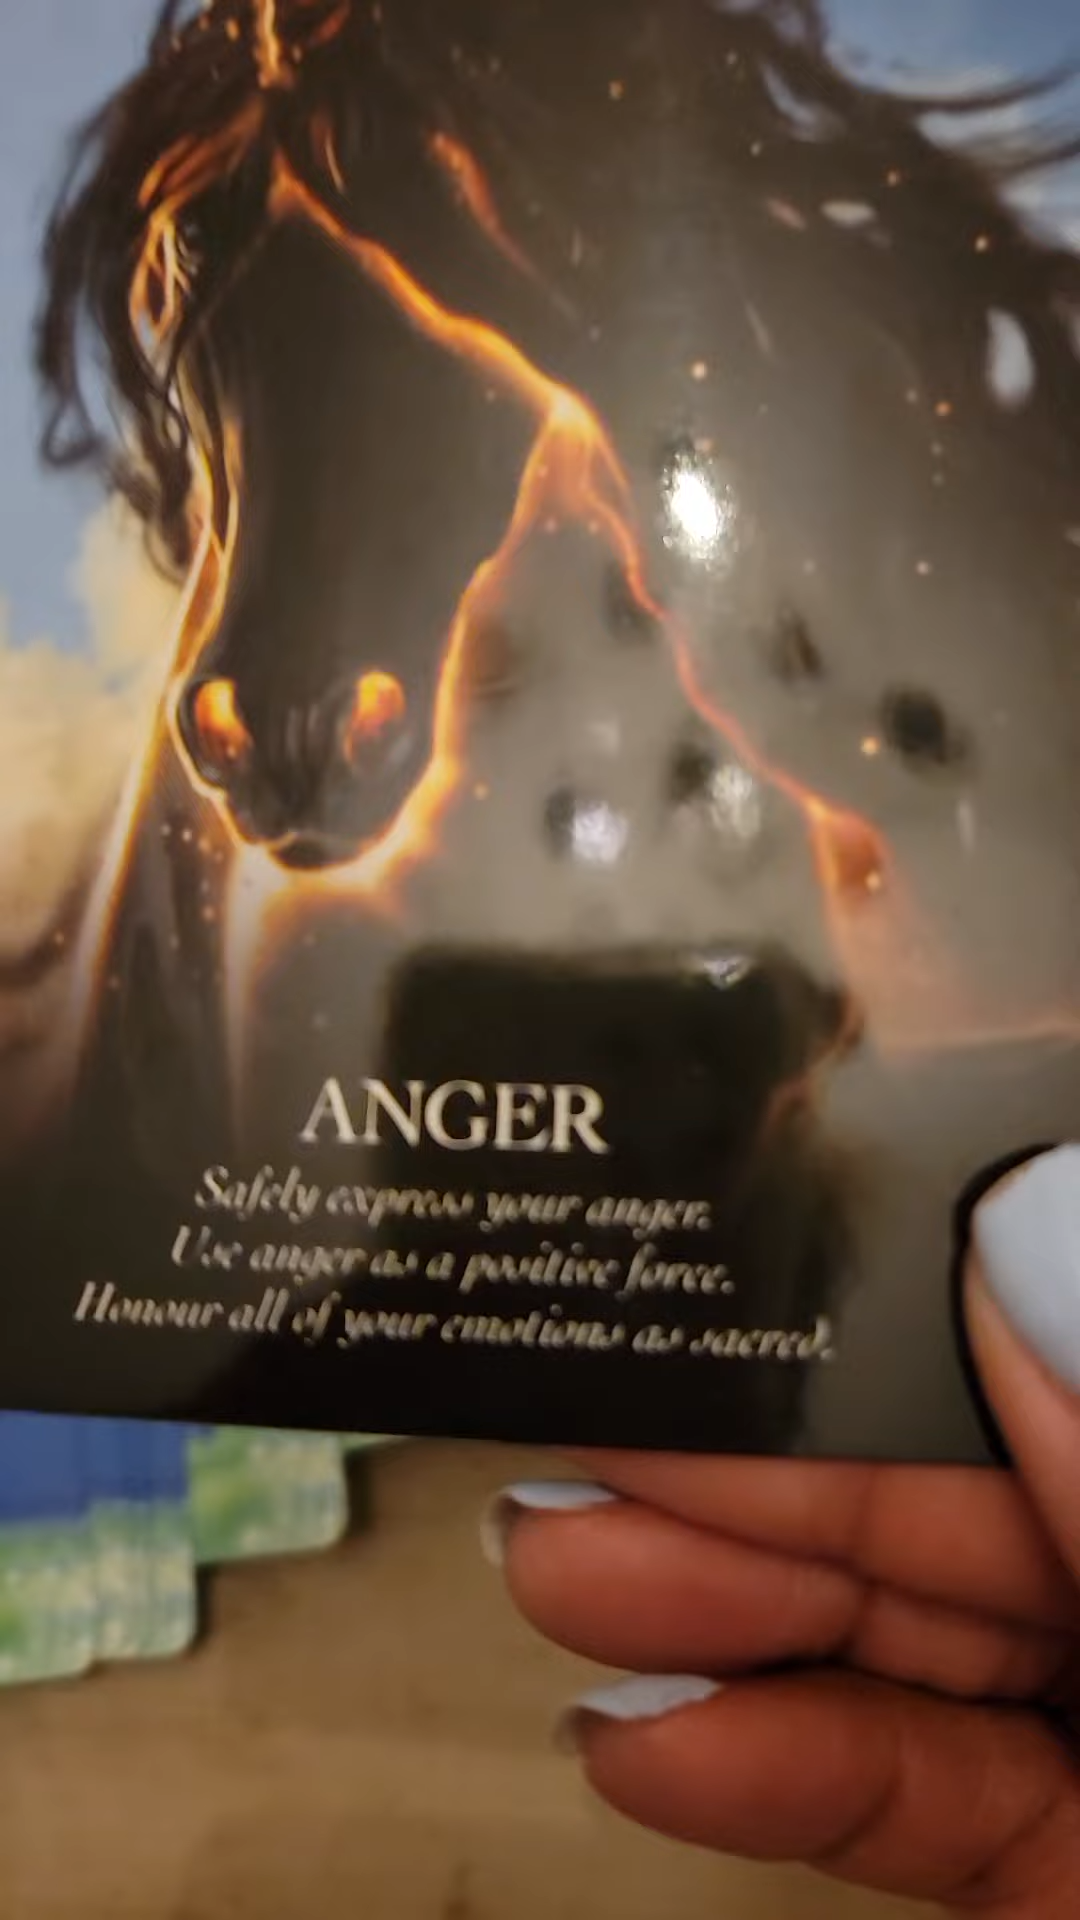 ANGER
Safely express your anger.
Use anger as a positive force.
Honour all of your emotions as sacred.